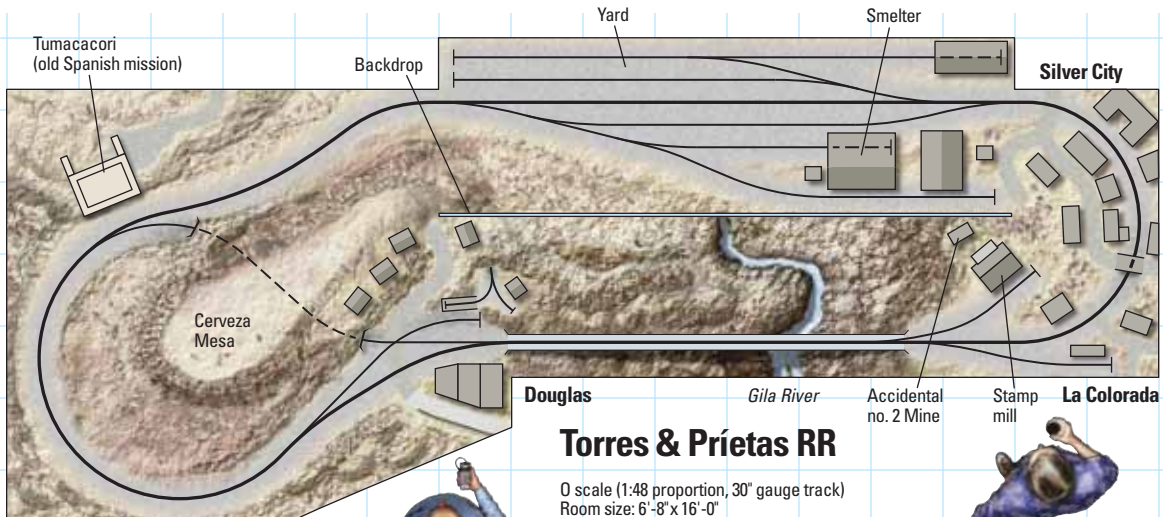 Yard
Smelter
Tumacacori
(old Spanish mission)
Backdrop
Silver City
Cerveza
Mesa
Douglas
Gila River
Accidental
no. 2 Mine
Stamp
mill
La Colorada
Torres & Príetas RR
O scale (1:48 proportion, 30" gauge track)
Room size: 6'-8" x 16'-0"